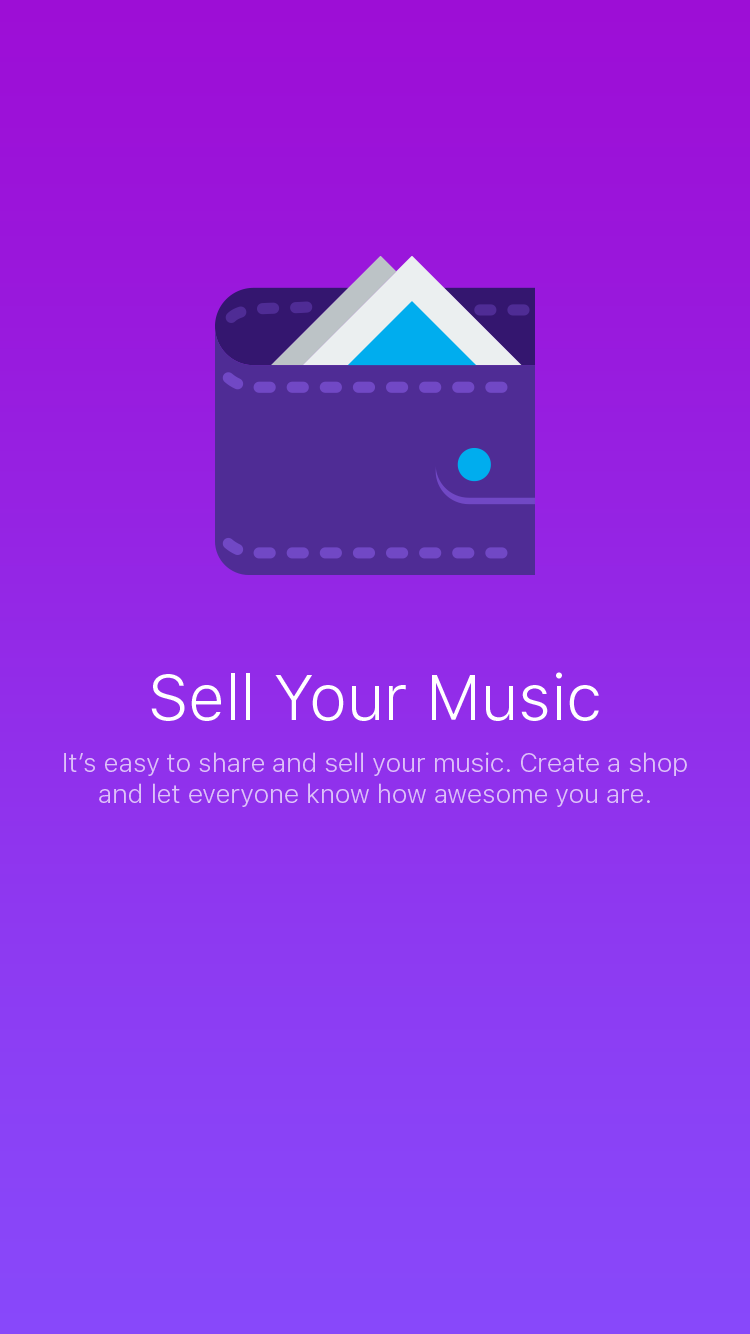 Sell Your Music
It’s easy to share and sell your music. Create a shop
and let everyone know how awesome you are.